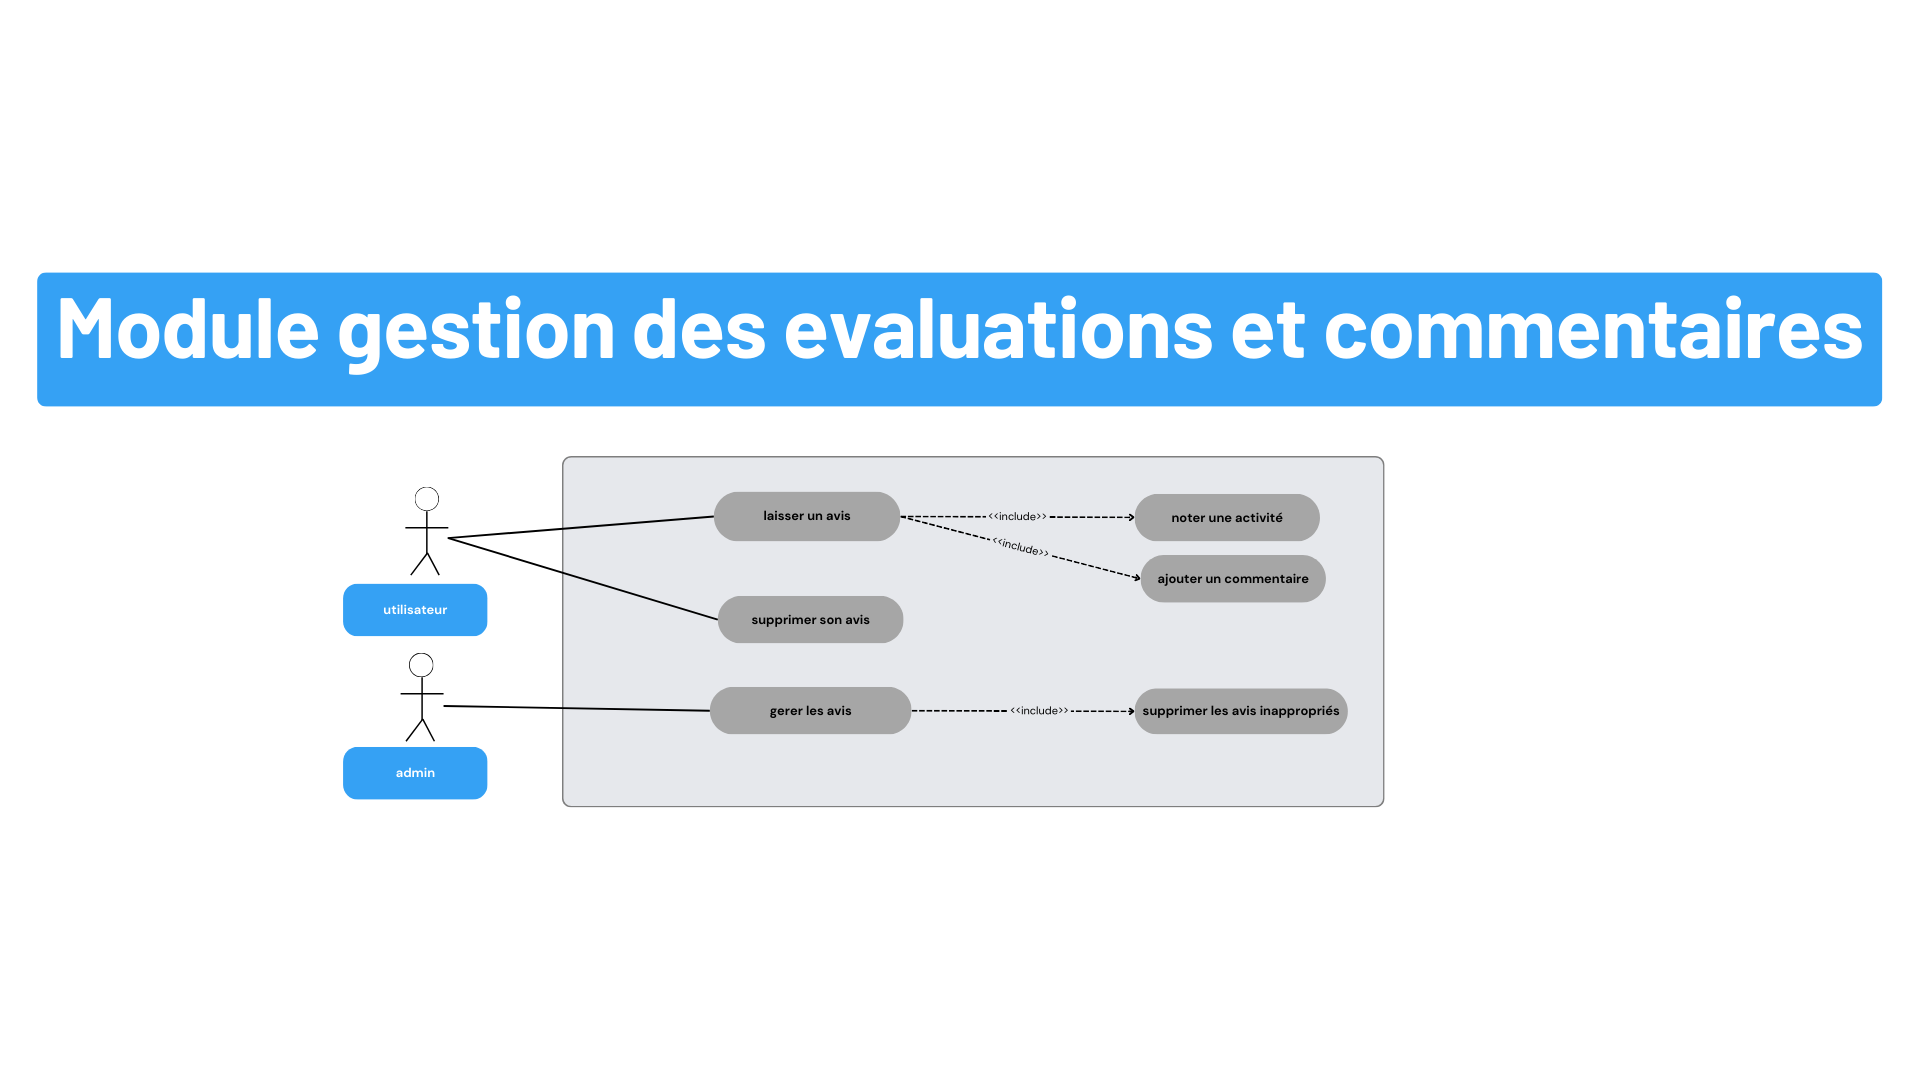 Module gestion des evaluations et commentaires
laisser un avis
<<include>>
noter une activité
<<include>>
ajouter un commentaire
utilisateur
supprimer son avis
gerer les avis
<<include>>
supprimer les avis inappropriés
admin